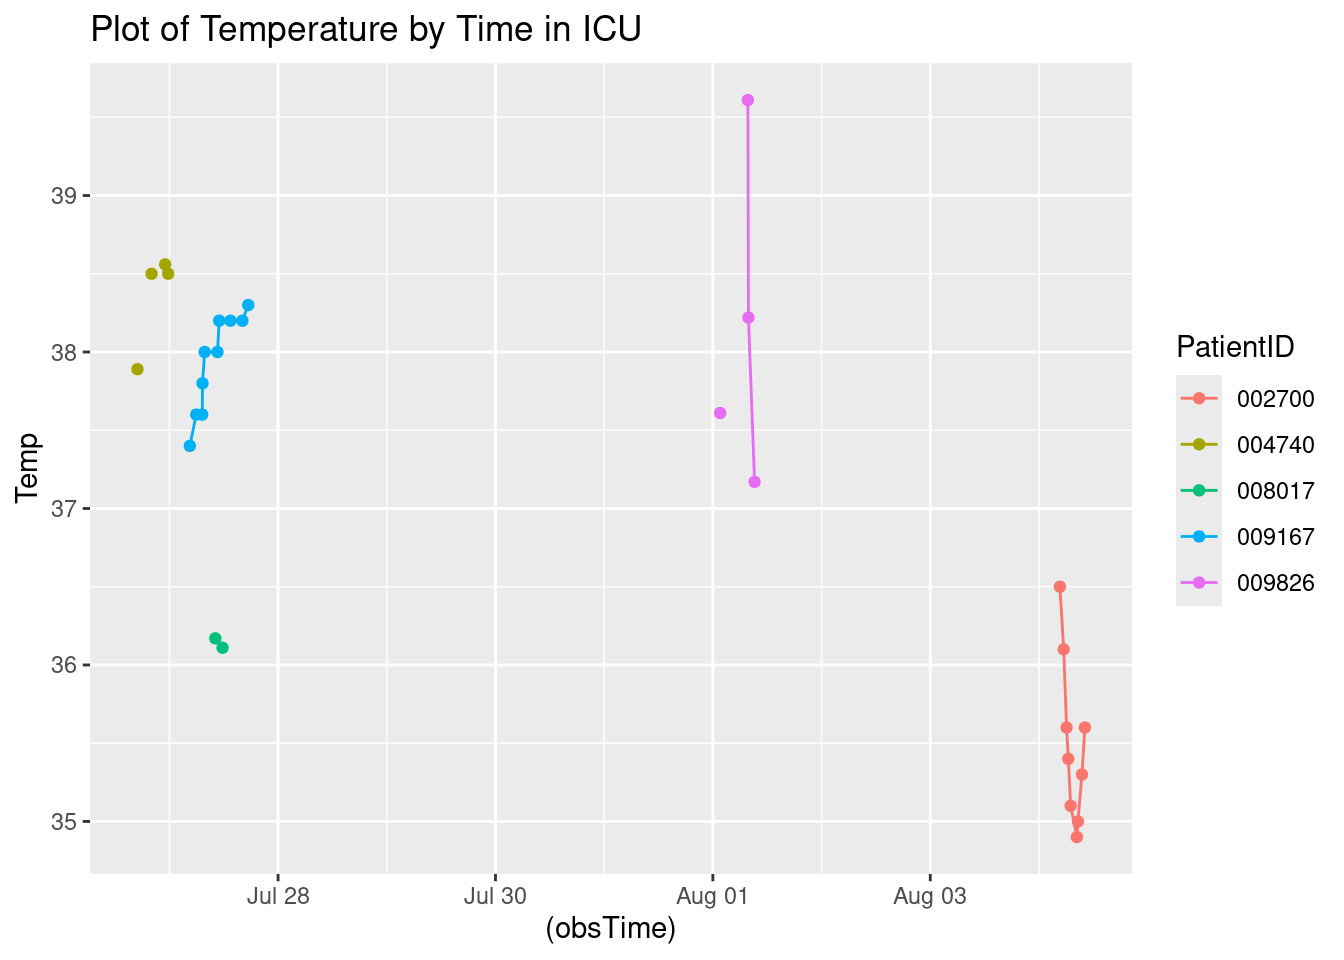 Plot of Temperature by Time in ICU
39
38
37
36
35
Temp
Jul 28
Jul 30
Aug 01
Aug 03
(obsTime)
PatientID
002700
004740
008017
009167
009826